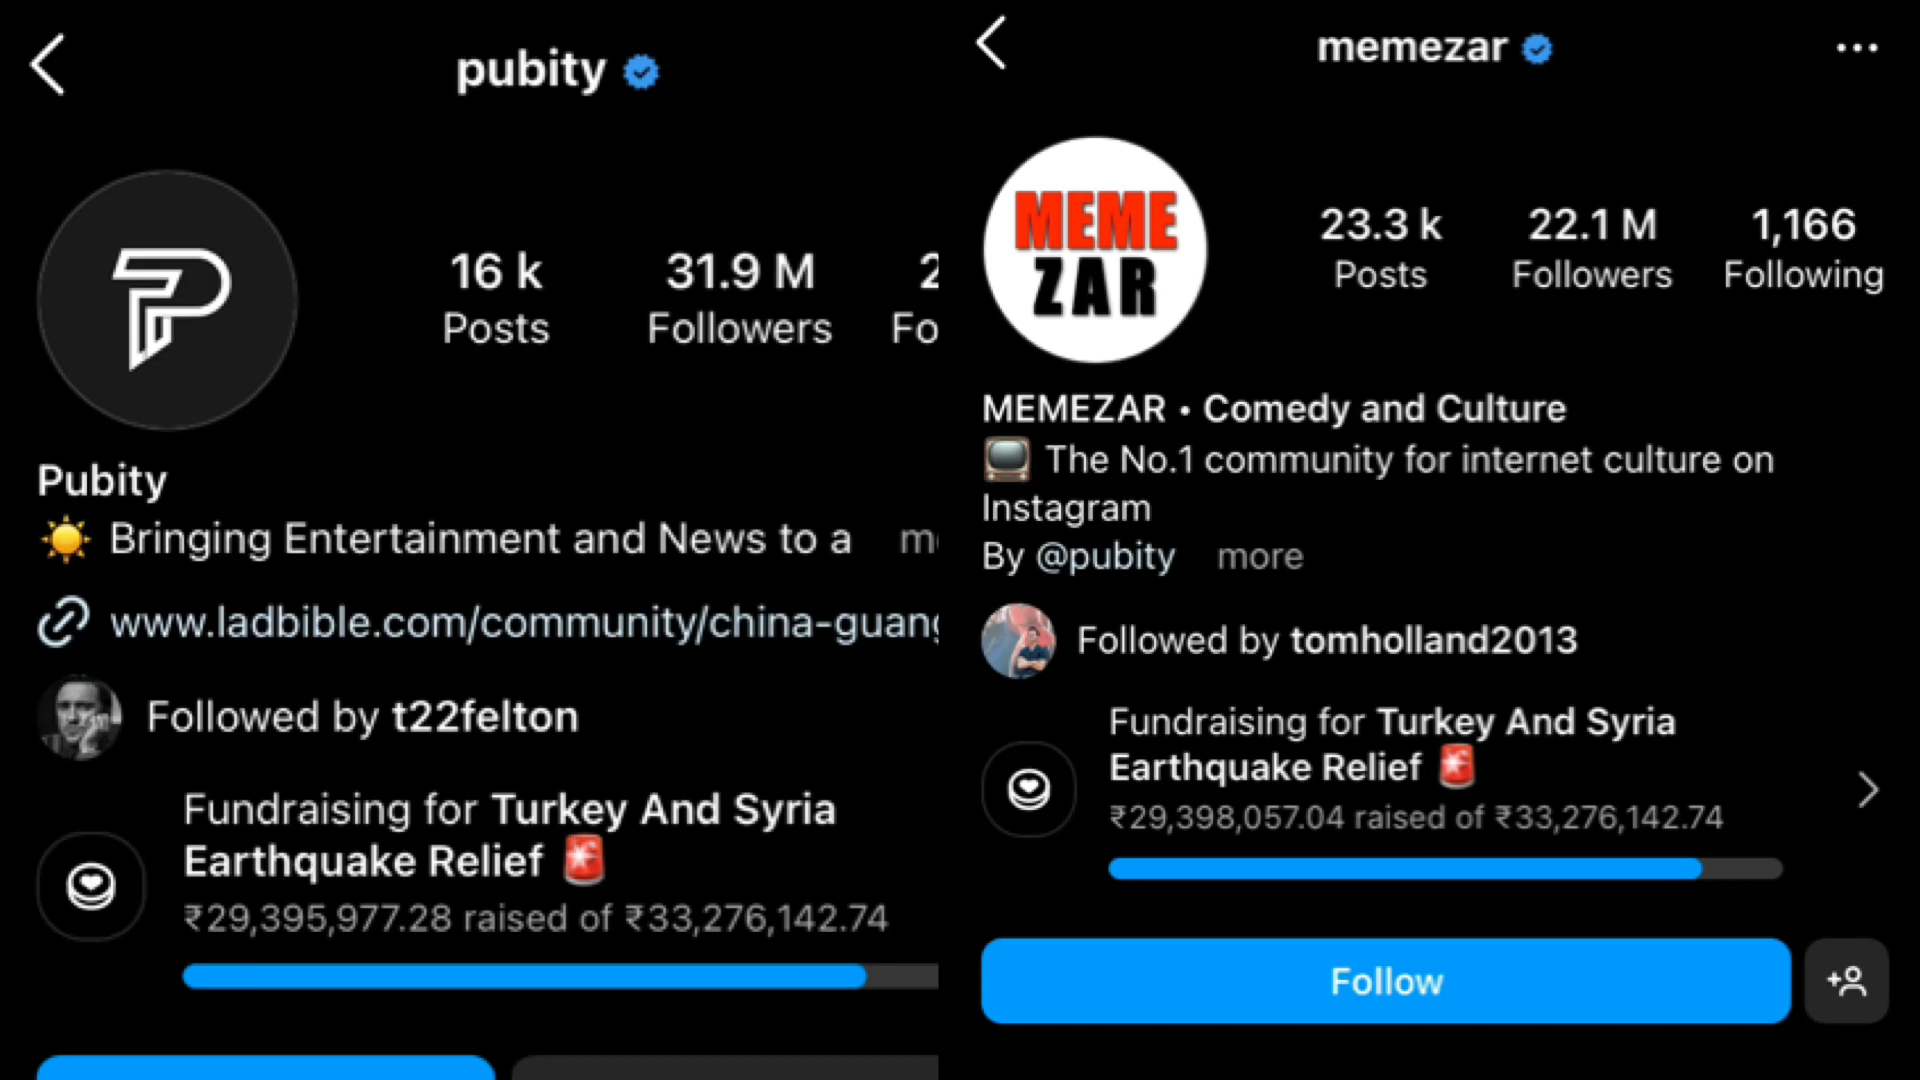 pubity
16 k
Posts
31.9 M
Followers
Fo
Pubity
Bringing Entertainment and News to a
www.ladbible.com/community/china-guang
Followed by t22felton
Fundraising for Turkey And Syria
Earthquake Relief
₹29,395,977.28 raised of ₹33,276,142.74
memezar
MEME
ZAR
23.3 k
Posts
22.1 M
Followers
1,166
Following
MEMEZAR • Comedy and Culture
The No.1 community for internet culture on
Instagram
By @pubity more
Followed by tomholland2013
Fundraising for Turkey And Syria
Earthquake Relief
₹29,398,057.04 raised of ₹33,276,142.74
Follow